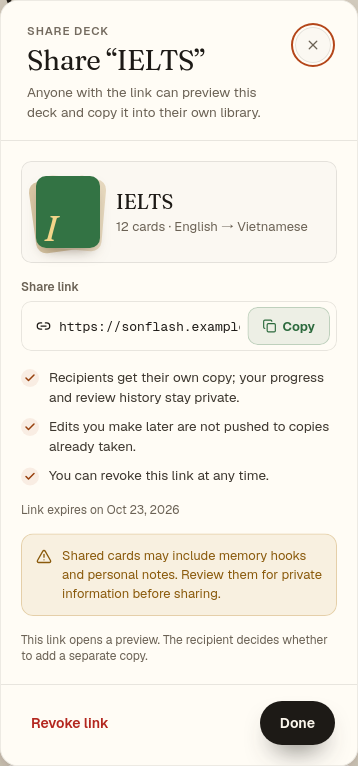 SHARE DECK
Share “IELTS”
Anyone with the link can preview this
deck and copy it into their own library.
I
IELTS
12 cards · English → Vietnamese
Share link
https://sonflash.example
Copy
Recipients get their own copy; your progress
and review history stay private.
Edits you make later are not pushed to copies
already taken.
You can revoke this link at any time.
Link expires on Oct 23, 2026
Shared cards may include memory hooks
and personal notes. Review them for private
information before sharing.
This link opens a preview. The recipient decides whether
to add a separate copy.
Revoke link
Done